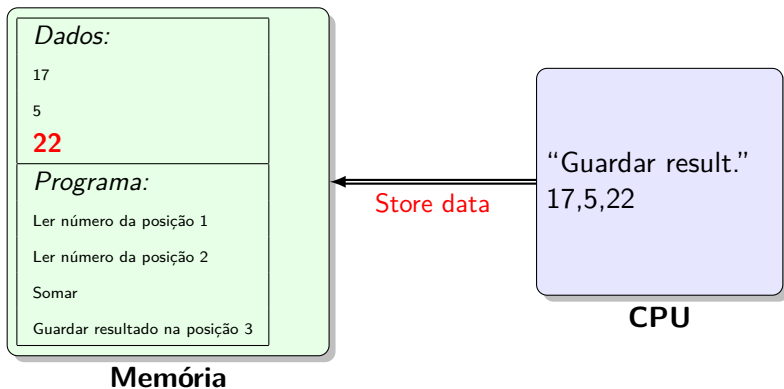 Dados:
17
5
22
Programa:
Ler número da posição 1
Ler número da posição 2
Somar
Guardar resultado na posição 3
Memória
Store data
“Guardar result.”
17,5,22
CPU